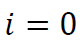 i = 0